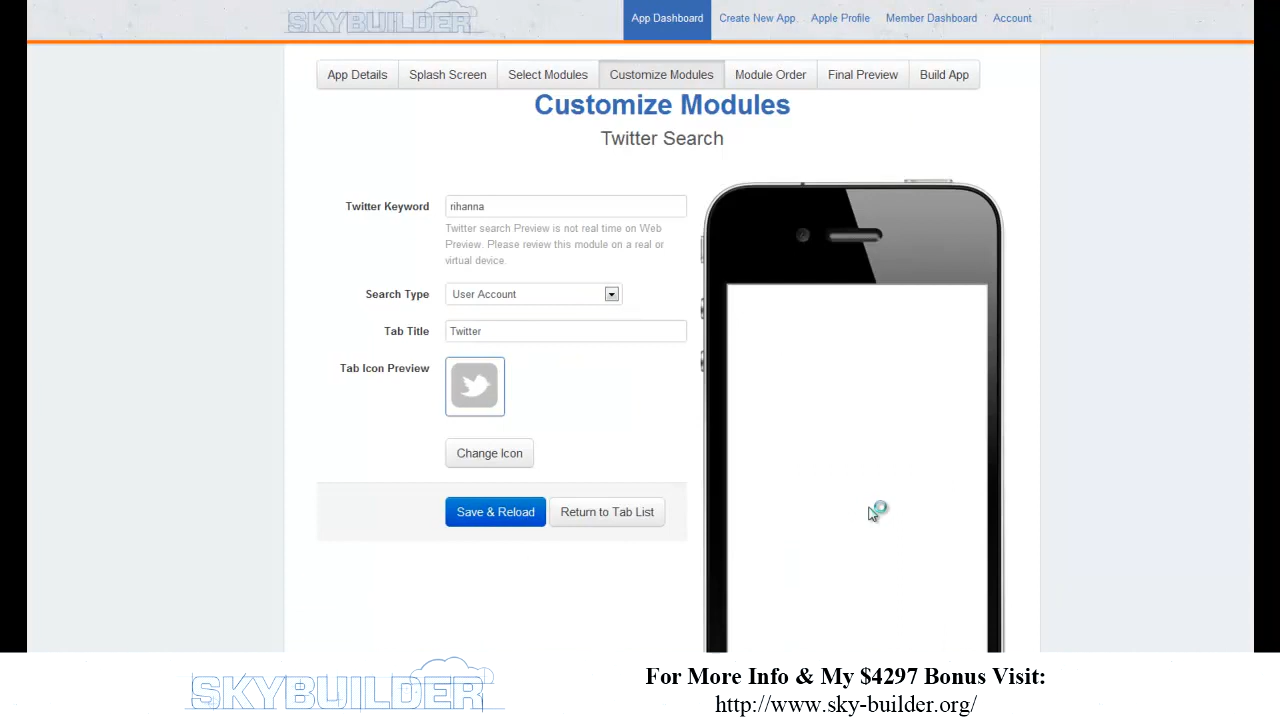 SKYBUILDER
App Dashboard Create New App Apple Profile Member Dashboard Account
App Details Splash Screen Select Modules Customize Modules Module Order Final Preview Build App
Customize Modules
Twitter Search
Twitter Keyword rihanna
Twitter search Preview is not real time on Web
Preview. Please review this module on a real or
virtual device.
Search Type User Account
Tab Title Twitter
Tab Icon Preview
Change Icon
Save & Reload Return to Tab List
SKYBUILDER
For More Info & My $4297 Bonus Visit:
http://www.sky-builder.org/